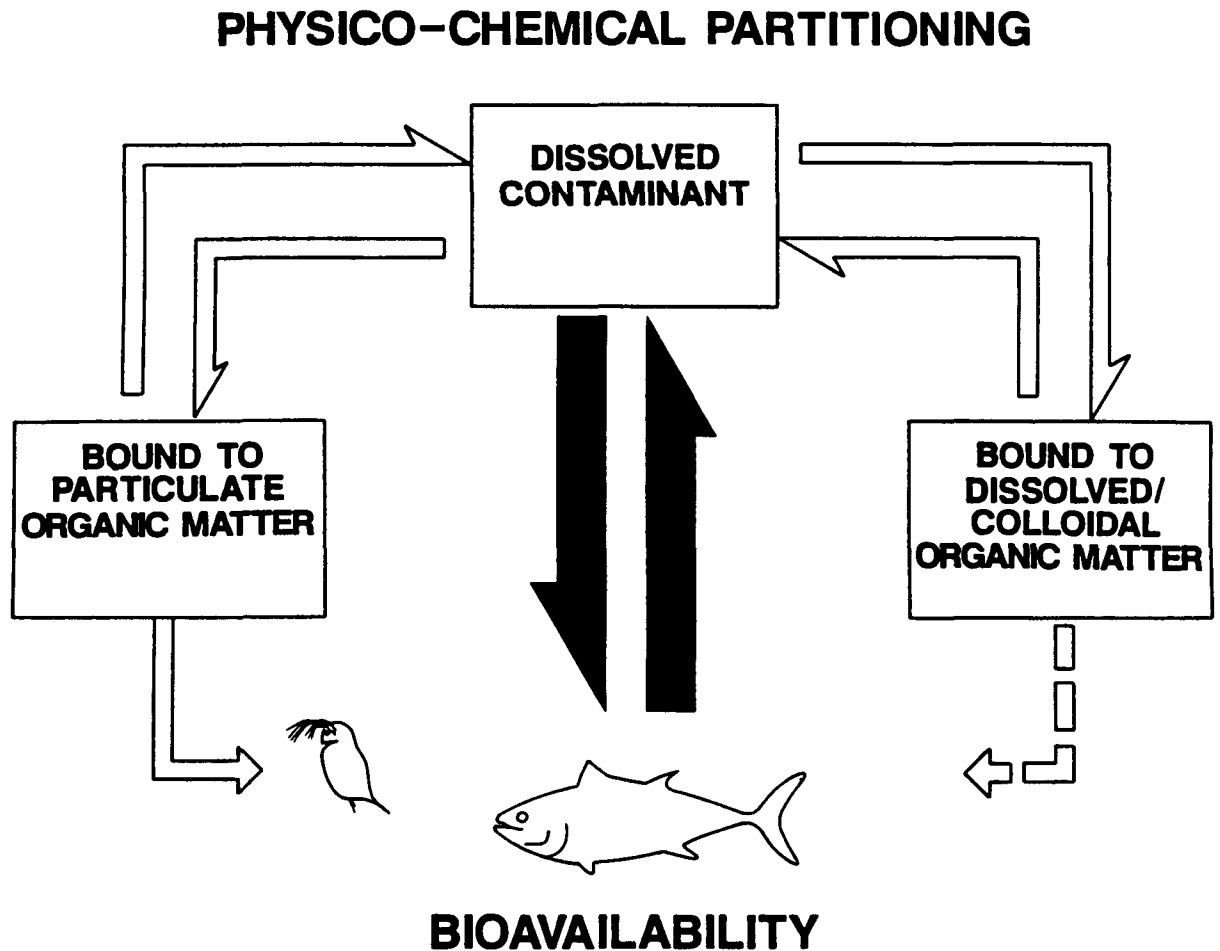 PHYSICO-CHEMICAL PARTITIONING
DISSOLVED
CONTAMINANT
BOUND TO
PARTICULATE
ORGANIC MATTER
BOUND TO
DISSOLVED/
COLLOIDAL
ORGANIC MATTER
BIOAVAILABILITY